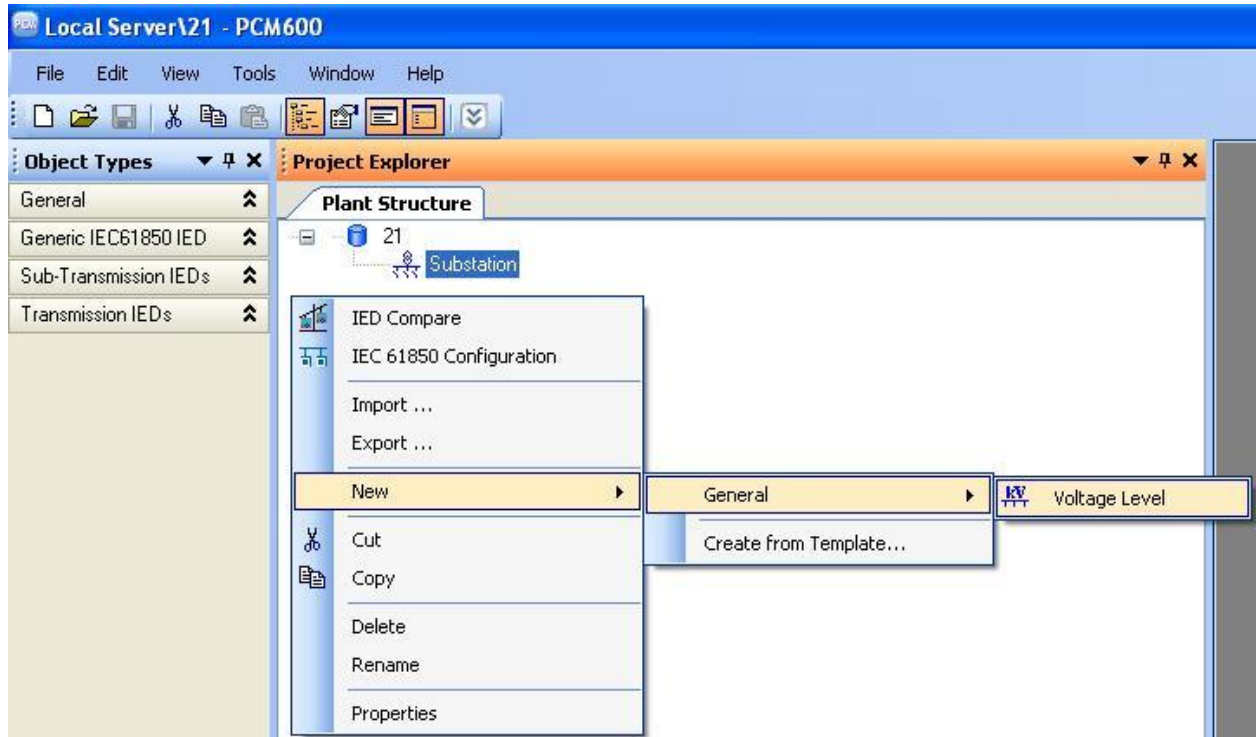 Local Server\21 - PCM600
File Edit View Tools Window Help
Object Types
General
Generic IEC61850 IED
Sub-Transmission IEDs
Transmission IEDs
Project Explorer
Plant Structure
21
Substation
IED Compare
IEC 61850 Configuration
Import ...
Export ...
New
Cut
Copy
Delete
Rename
Properties
General
Create from Template...
kV Voltage Level